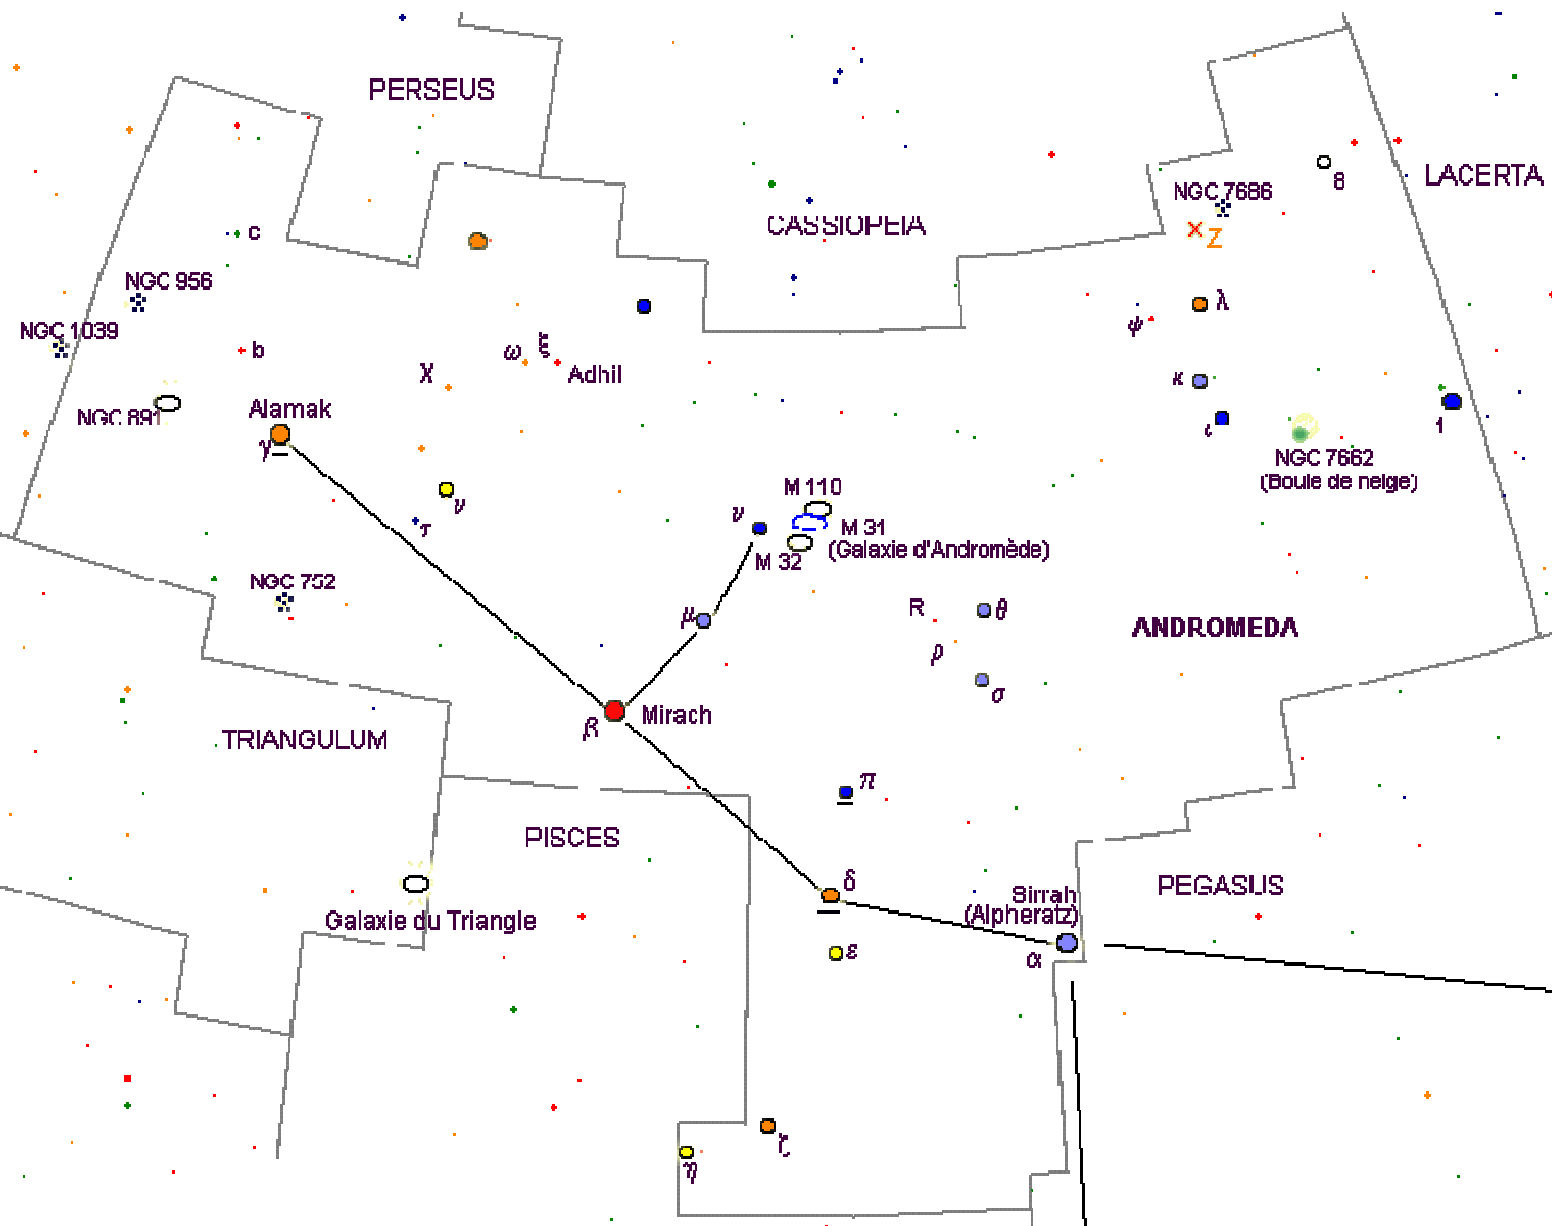 PERSEUS
LACERTA
NGC 7686
8
CASSIOPEIA
c
Z
NGC 956
λ
NGC 1039
ψ
b
ω ξ
Adhil
χ
κ
Alamak
NGC 891
γ
ι
1
NGC 7662
(Boule de neige)
M 110
υ
ν
τ
M 31
(Galaxie d'Andromède)
M 32
NGC 752
R
θ
μ
ANDROMEDA
ρ
σ
Mirach
β
TRIANGULUM
π
PISCES
δ
Sirrah
(Alpheratz)
PEGASUS
Galaxie du Triangle
ε
α
ζ
η